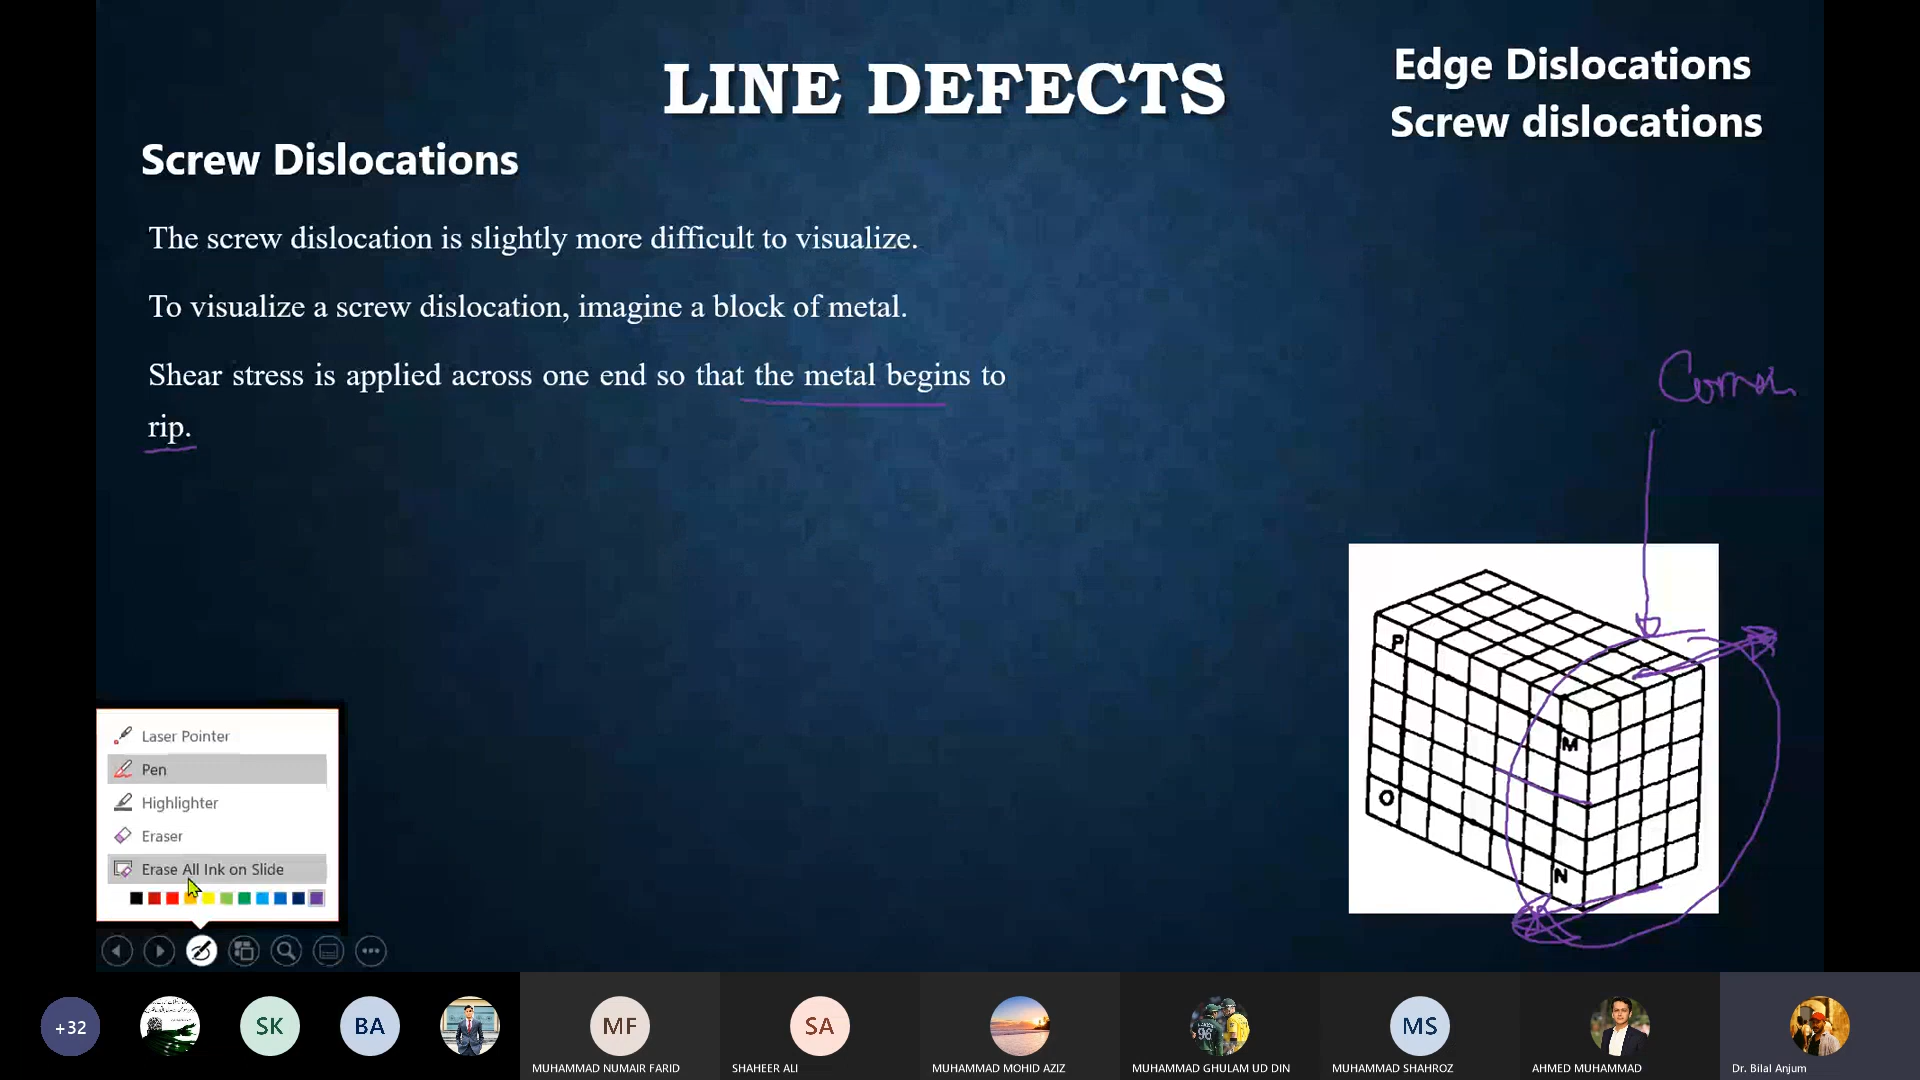 LINE DEFECTS
Edge Dislocations
Screw dislocations
Screw Dislocations
The screw dislocation is slightly more difficult to visualize.
To visualize a screw dislocation, imagine a block of metal.
Shear stress is applied across one end so that the metal begins to
rip.
P
M
O
N
Laser Pointer
Pen
Highlighter
Eraser
Erase All Ink on Slide
+32
SK
BA
MF
SA
MS
MUHAMMAD NUMAIR FARID
SHAHEER ALI
MUHAMMAD MOHID AZIZ
MUHAMMAD GHULAM UD DIN
MUHAMMAD SHAHROZ
AHMED MUHAMMAD
Dr. Bilal Anjum